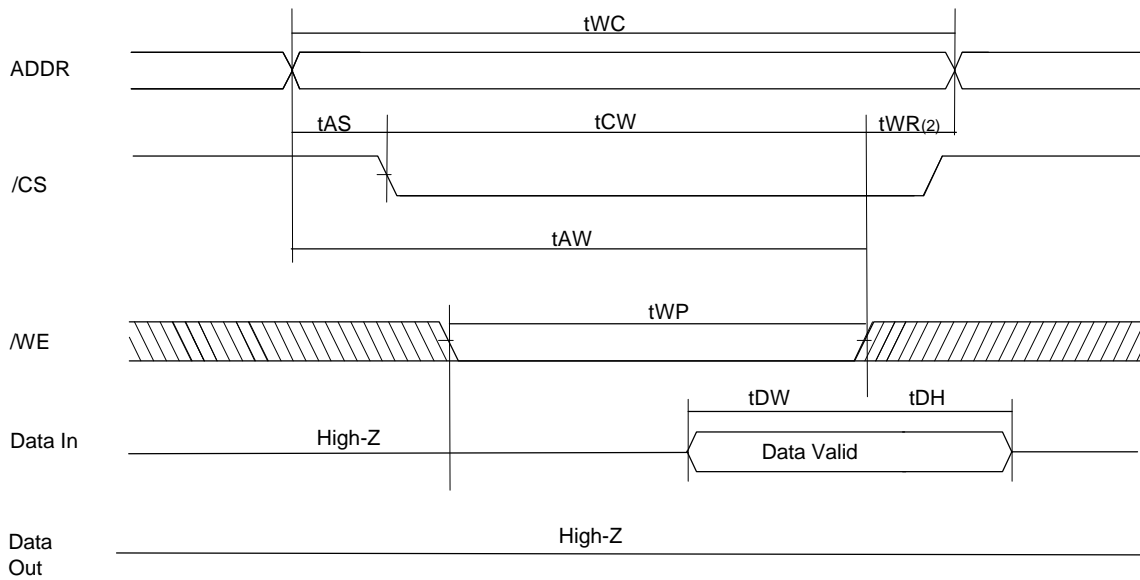 tWC
ADDR
tAS tCW tWR(2)
/CS
tAW
tWP
/WE
tDW tDH
Data In High-Z Data Valid
High-Z
Data
Out